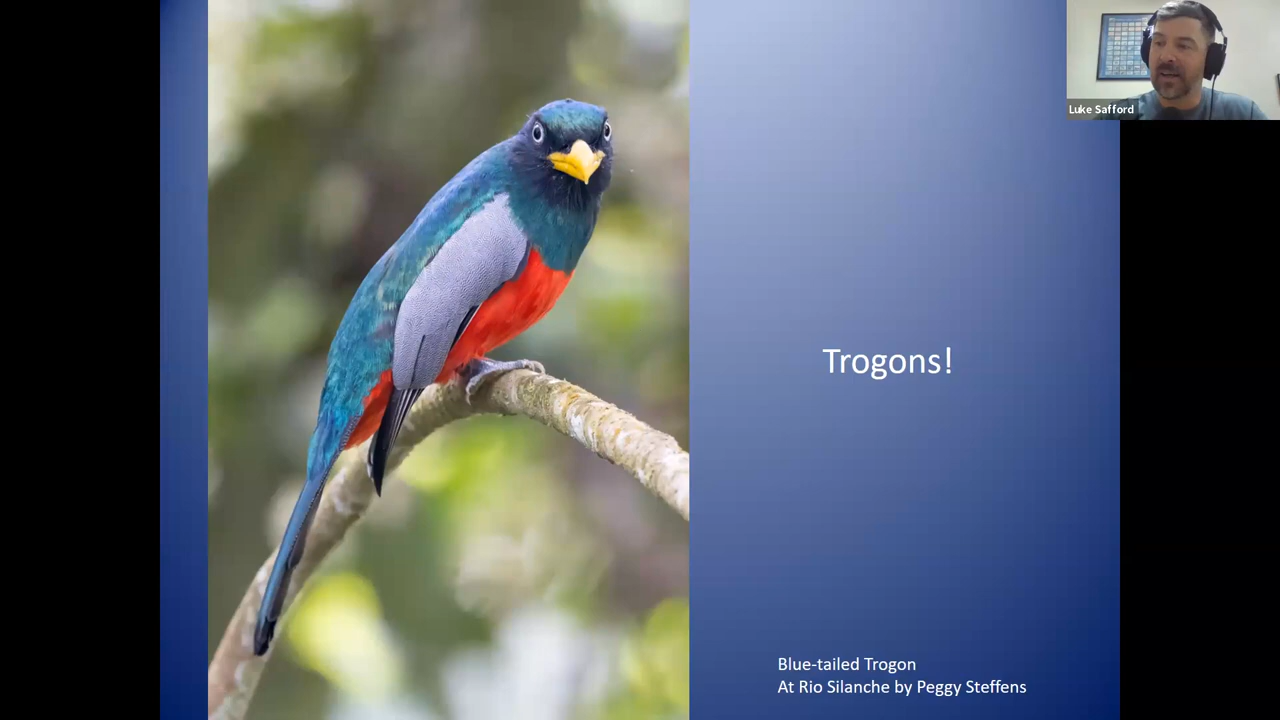 Luke Safford
Trogons!
Blue-tailed Trogon
At Rio Silanche by Peggy Steffens